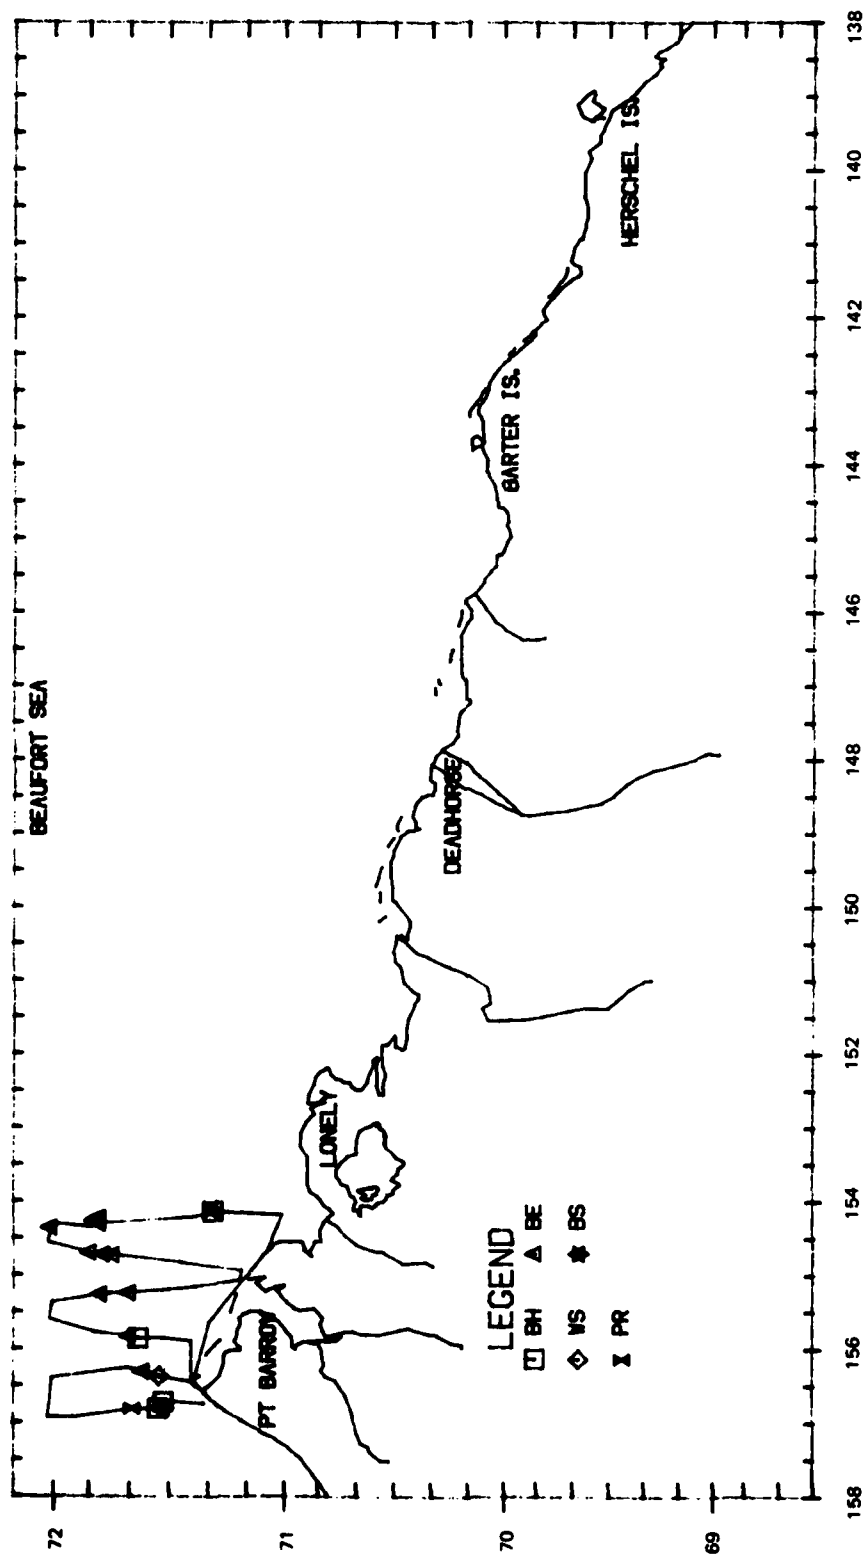 BEAUFORT SEA
72
71
70
69
PT BARROW
LONELY
DEADHORSE
BARTER IS.
HERSCHEL IS.
LEGEND
BH BE
WS BS
PR
158 156 154 152 150 148 146 144 142 140 138